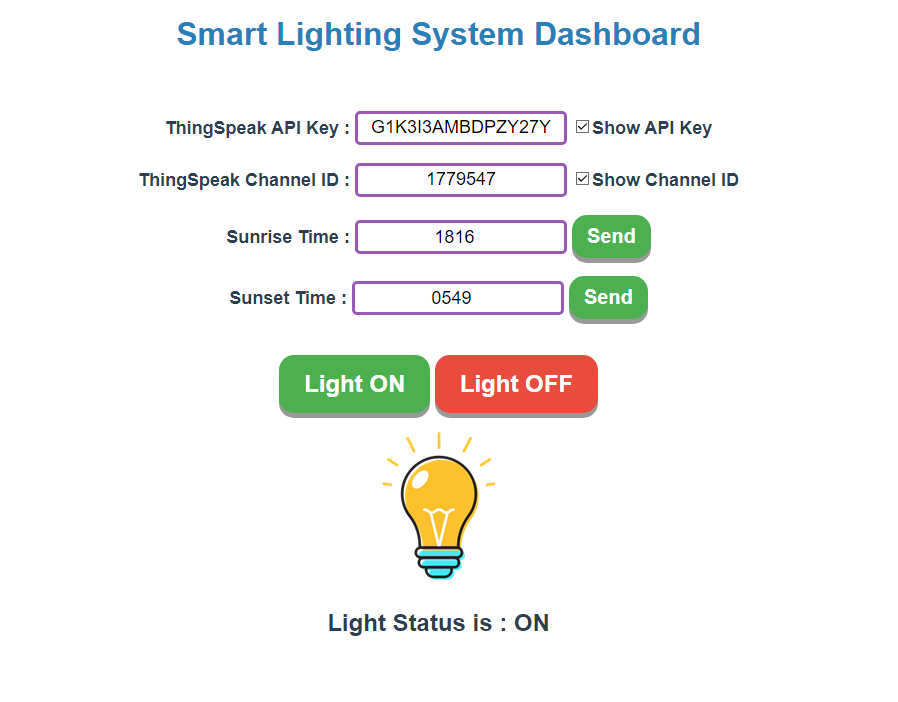 Smart Lighting System Dashboard
ThingSpeak API Key : G1K3I3AMBDPZY27Y Show API Key
ThingSpeak Channel ID : 1779547 Show Channel ID
Sunrise Time : 1816 Send
Sunset Time : 0549 Send
Light ON Light OFF
Light Status is : ON